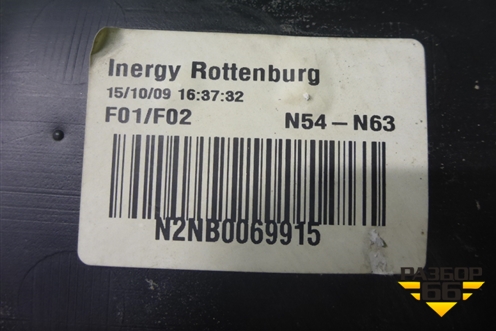 Inergy Rottenburg
15/10/09 16:37:32
F01/F02 N54-N63
N2NB0069915
РАЗБОР
66